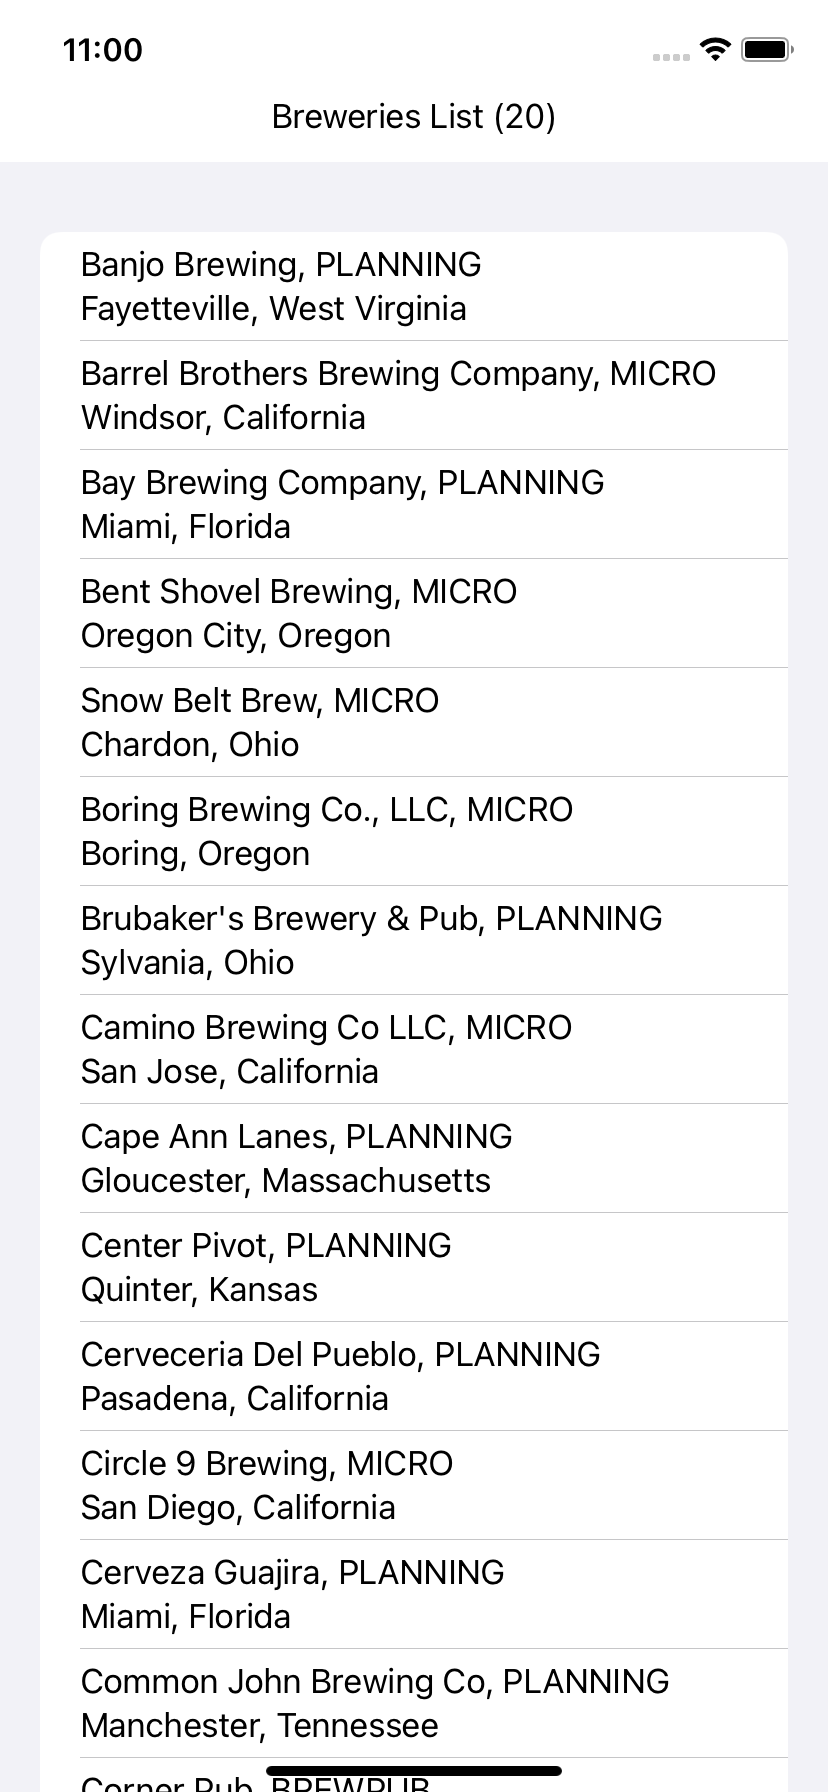 11:00
Breweries List (20)
Banjo Brewing, PLANNING
Fayetteville, West Virginia
Barrel Brothers Brewing Company, MICRO
Windsor, California
Bay Brewing Company, PLANNING
Miami, Florida
Bent Shovel Brewing, MICRO
Oregon City, Oregon
Snow Belt Brew, MICRO
Chardon, Ohio
Boring Brewing Co., LLC, MICRO
Boring, Oregon
Brubaker's Brewery & Pub, PLANNING
Sylvania, Ohio
Camino Brewing Co LLC, MICRO
San Jose, California
Cape Ann Lanes, PLANNING
Gloucester, Massachusetts
Center Pivot, PLANNING
Quinter, Kansas
Cerveceria Del Pueblo, PLANNING
Pasadena, California
Circle 9 Brewing, MICRO
San Diego, California
Cerveza Guajira, PLANNING
Miami, Florida
Common John Brewing Co, PLANNING
Manchester, Tennessee
Corner Pub, BREWPUB